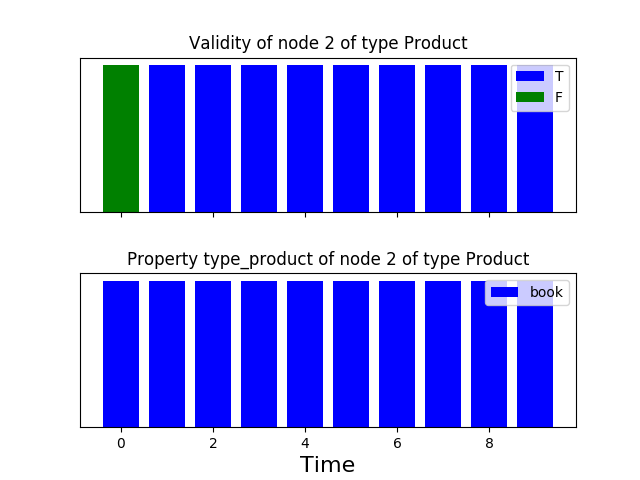 Validity of node 2 of type Product
T
F
Property type_product of node 2 of type Product
book
0 2 4 6 8
Time